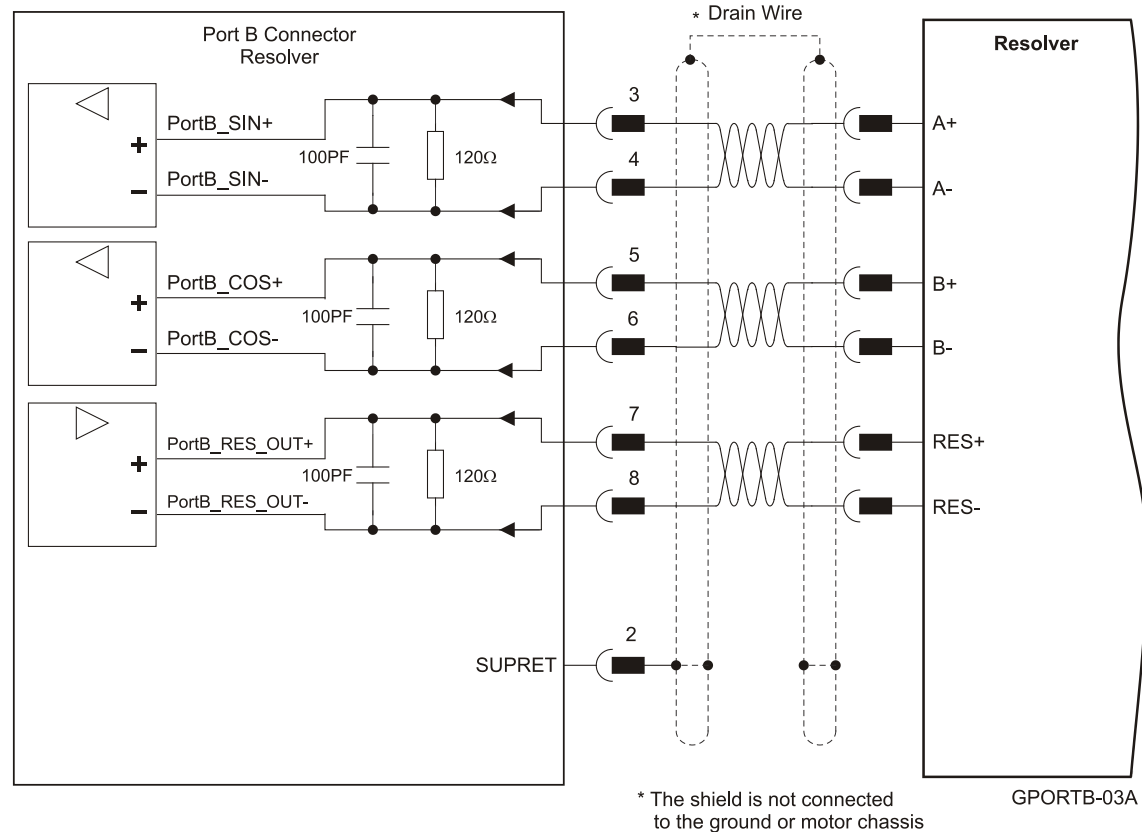 * Drain Wire
Port B Connector
Resolver
Resolver
PortB_SIN+
+
100PF
120Ω
PortB_SIN-
−
3
4
A+
A-
PortB_COS+
+
100PF
120Ω
PortB_COS-
−
5
6
B+
B-
PortB_RES_OUT+
+
100PF
120Ω
PortB_RES_OUT-
−
7
8
RES+
RES-
SUPRET
2
* The shield is not connected
to the ground or motor chassis
GPORTB-03A